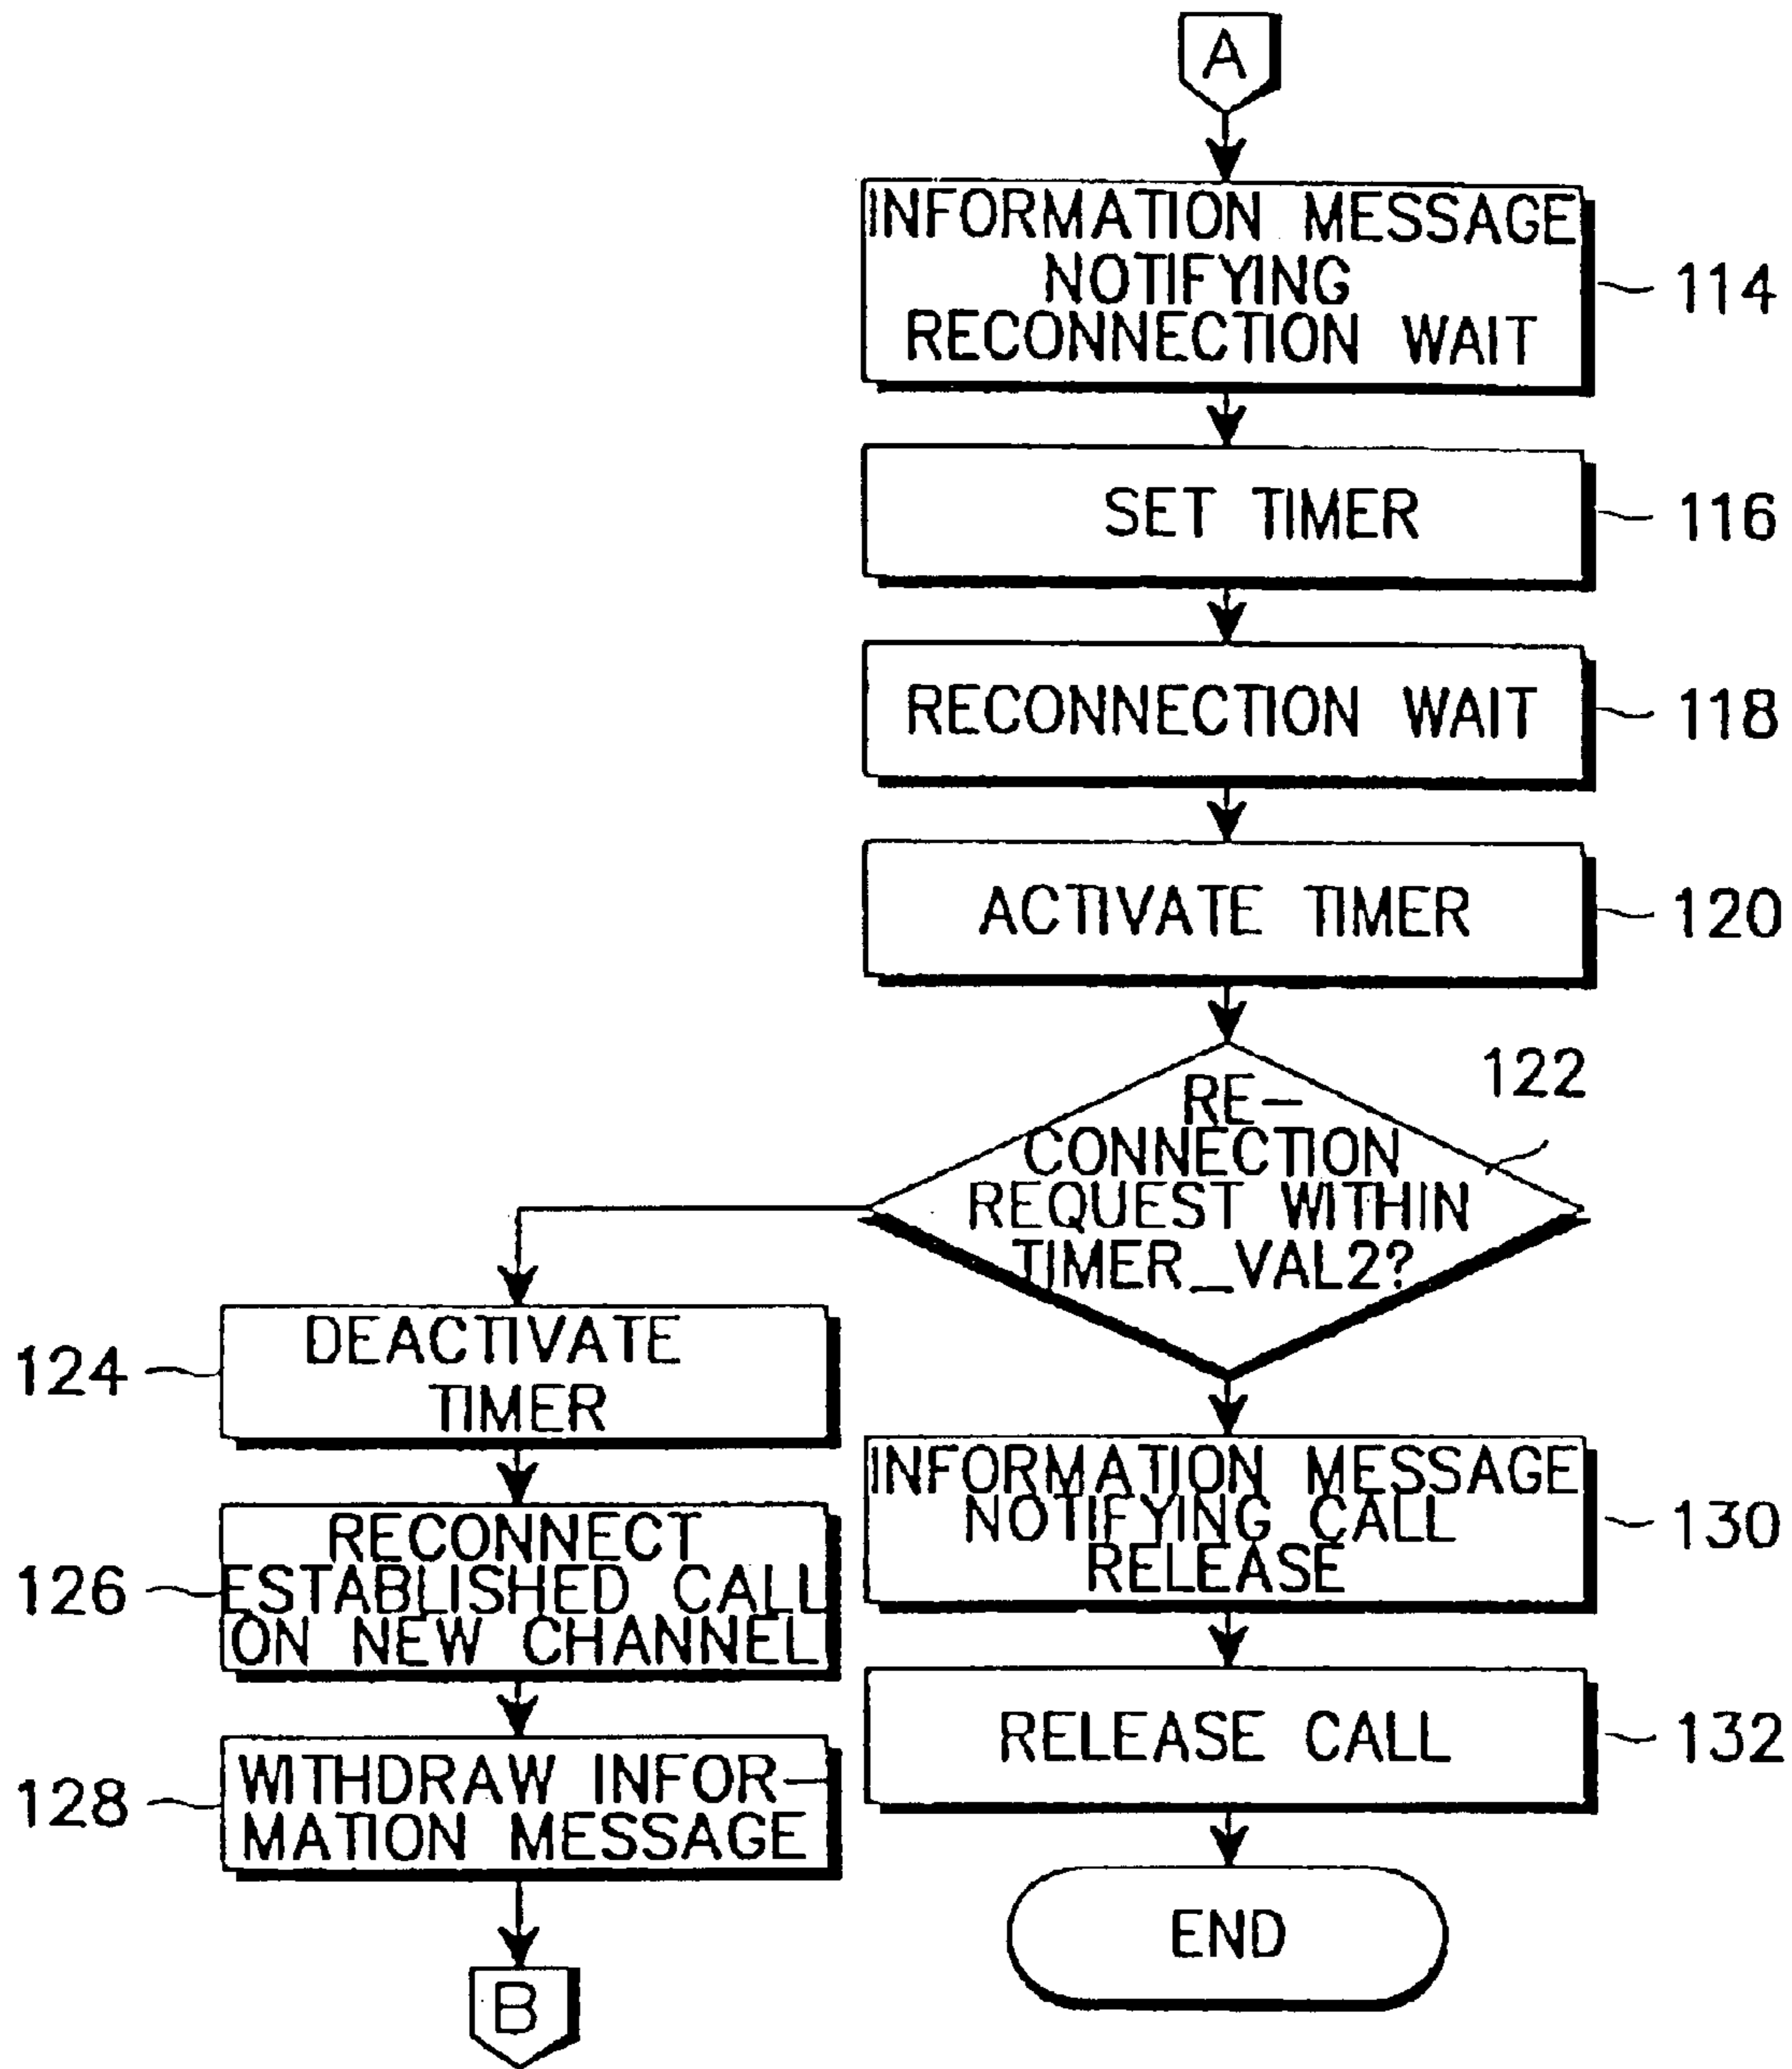 A
INFORMATION MESSAGE
NOTIFYING
RECONNECTION WAIT
114
SET TIMER
116
RECONNECTION WAIT
118
ACTIVATE TIMER
120
122
RE-
CONNECTION
REQUEST WITHIN
TIMER_VAL2?
124
DEACTIVATE
TIMER
126
RECONNECT
ESTABLISHED CALL
ON NEW CHANNEL
128
WITHDRAW INFOR-
MATION MESSAGE
B
INFORMATION MESSAGE
NOTIFYING CALL
RELEASE
130
RELEASE CALL
132
END